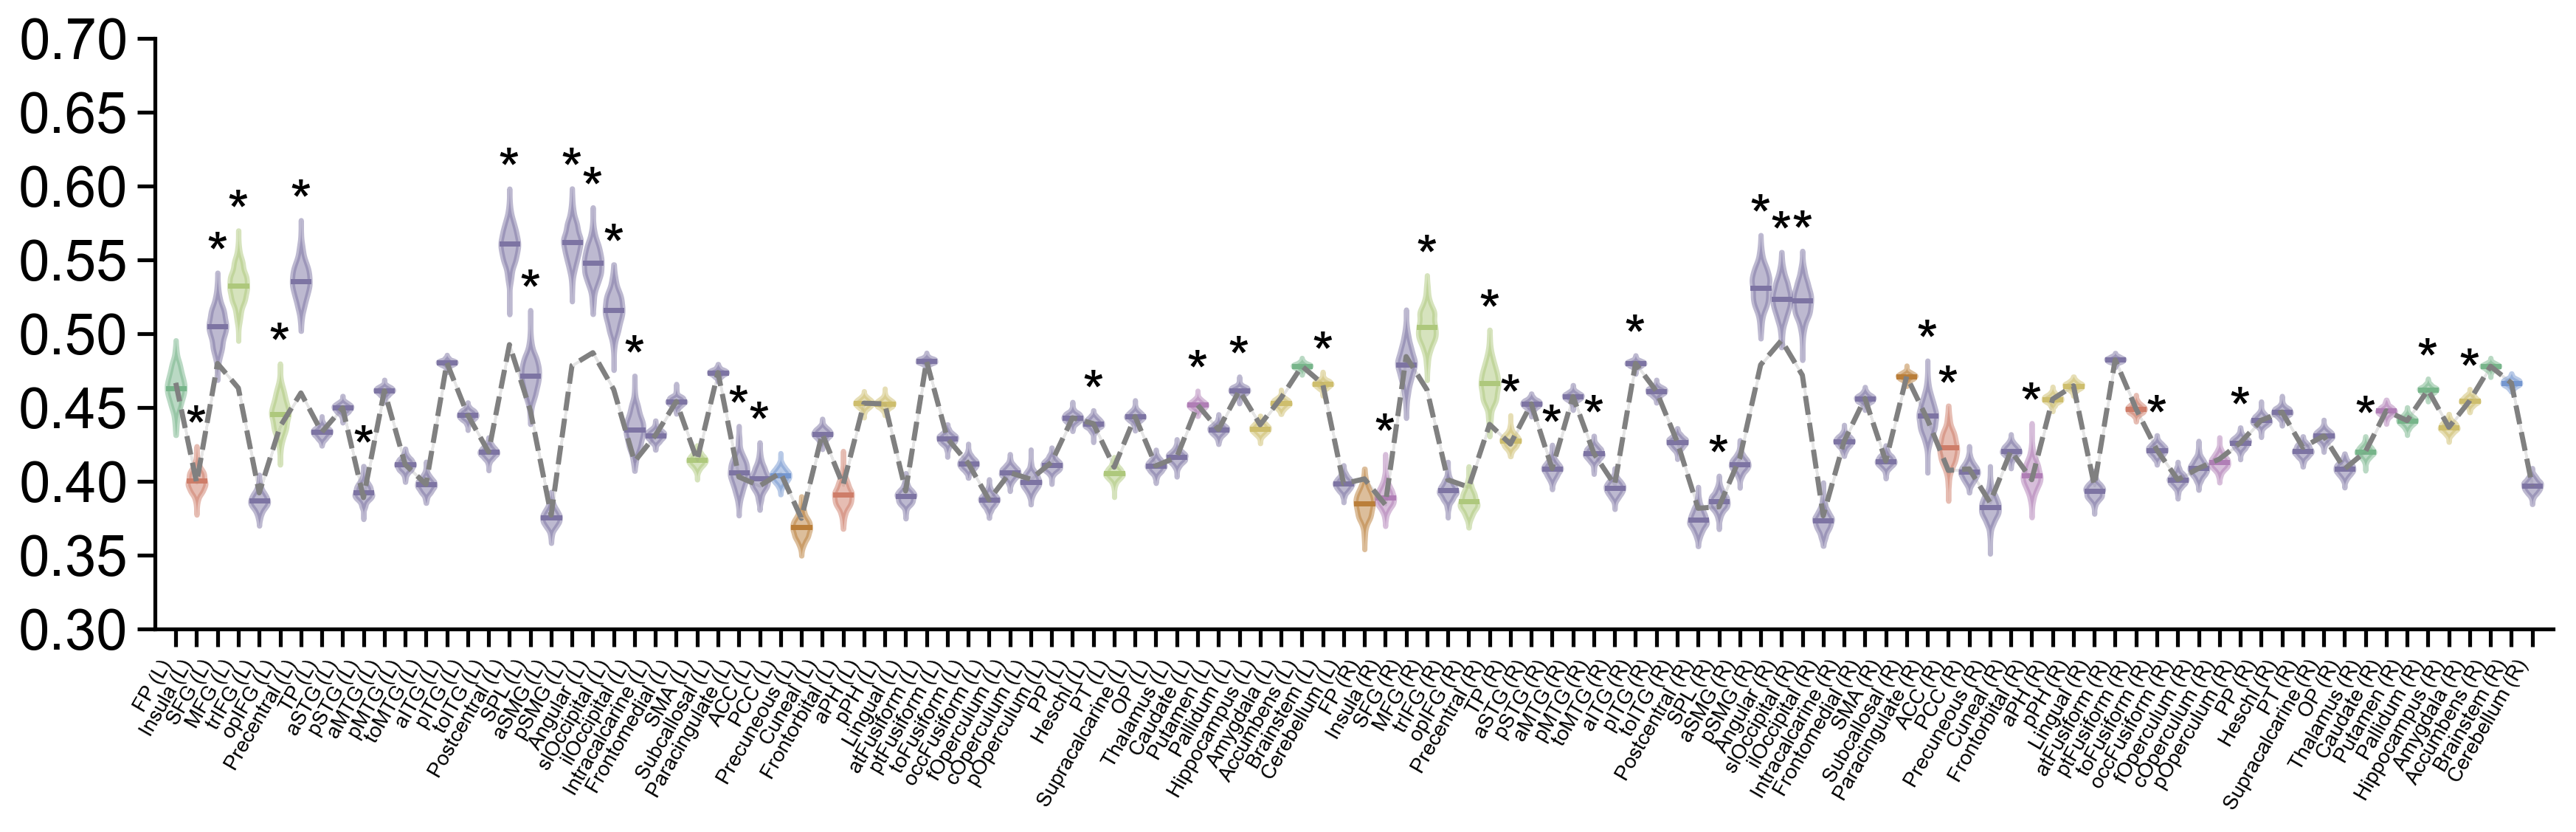 0.70
0.65
0.60
0.55
0.50
0.45
0.40
0.35
0.30
* * * * * * * * * * * * * * * * * * * * * * * * * * * * * * * * * * * * * * * *
FP (L)
Insula (L)
SFG (L)
MFG (L)
trIFG (L)
opIFG (L)
Precentral (L)
TP (L)
aSTG (L)
pSTG (L)
aMTG (L)
pMTG (L)
toMTG (L)
aITG (L)
pITG (L)
toITG (L)
Postcentral (L)
SPL (L)
aSMG (L)
pSMG (L)
Angular (L)
slOccipital (L)
ilOccipital (L)
Intracalcarine (L)
Frontomedial (L)
SMA (L)
Subcallosal (L)
Paracingulate (L)
ACC (L)
PCC (L)
Precuneous (L)
Cuneal (L)
Frontorbital (L)
aPH (L)
pPH (L)
Lingual (L)
atFusiform (L)
ptFusiform (L)
toFusiform (L)
occFusiform (L)
fOperculum (L)
cOperculum (L)
pOperculum (L)
PP (L)
Heschl (L)
PT (L)
Supracalcarine (L)
OP (L)
Thalamus (L)
Caudate (L)
Putamen (L)
Pallidum (L)
Hippocampus (L)
Amygdala (L)
Accumbens (L)
Brainstem (L)
Cerebellum (L)
FP (R)
Insula (R)
SFG (R)
MFG (R)
trIFG (R)
opIFG (R)
Precentral (R)
TP (R)
aSTG (R)
pSTG (R)
aMTG (R)
pMTG (R)
toMTG (R)
aITG (R)
pITG (R)
toITG (R)
Postcentral (R)
SPL (R)
aSMG (R)
pSMG (R)
Angular (R)
slOccipital (R)
ilOccipital (R)
Intracalcarine (R)
Frontomedial (R)
SMA (R)
Subcallosal (R)
Paracingulate (R)
ACC (R)
PCC (R)
Precuneous (R)
Cuneal (R)
Frontorbital (R)
aPH (R)
pPH (R)
Lingual (R)
atFusiform (R)
ptFusiform (R)
toFusiform (R)
occFusiform (R)
fOperculum (R)
cOperculum (R)
pOperculum (R)
PP (R)
Heschl (R)
PT (R)
Supracalcarine (R)
OP (R)
Thalamus (R)
Caudate (R)
Putamen (R)
Pallidum (R)
Hippocampus (R)
Amygdala (R)
Accumbens (R)
Brainstem (R)
Cerebellum (R)